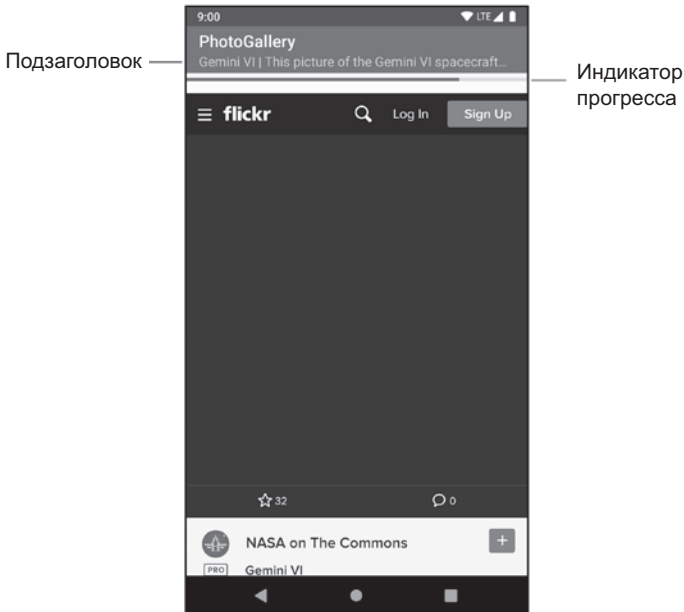 9:00
LTE
PhotoGallery
Gemini VI | This picture of the Gemini VI spacecraft...
Подзаголовок
Индикатор
прогресса
flickr
Log In
Sign Up
32
0
NASA on The Commons
PRO
Gemini VI